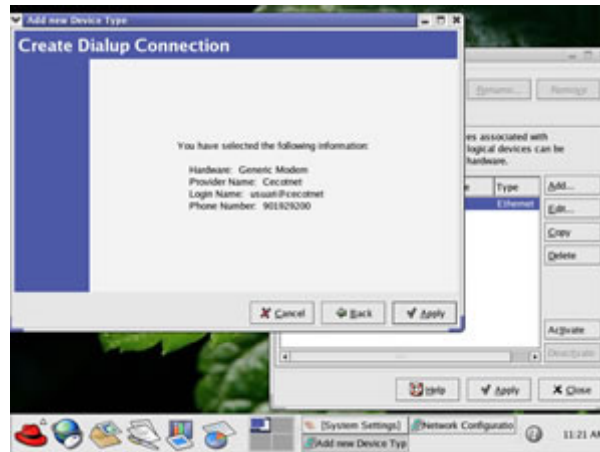 Add new Device Type
Create Dialup Connection
You have selected the following information:
Hardware: Generic Modem
Provider Name: Cecotnet
Login Name: usuari@cecotnet
Phone Number: 901929200
Cancel
Back
Apply
Rename...
Remove
es associated with
logical devices can be
hardware.
e
Type
Ethernet
Add...
Edit...
Copy
Delete
Activate
Deactivate
Help
Apply
Close
[System Settings]
Network Configuratio
Add new Device Typ
11:21 AM